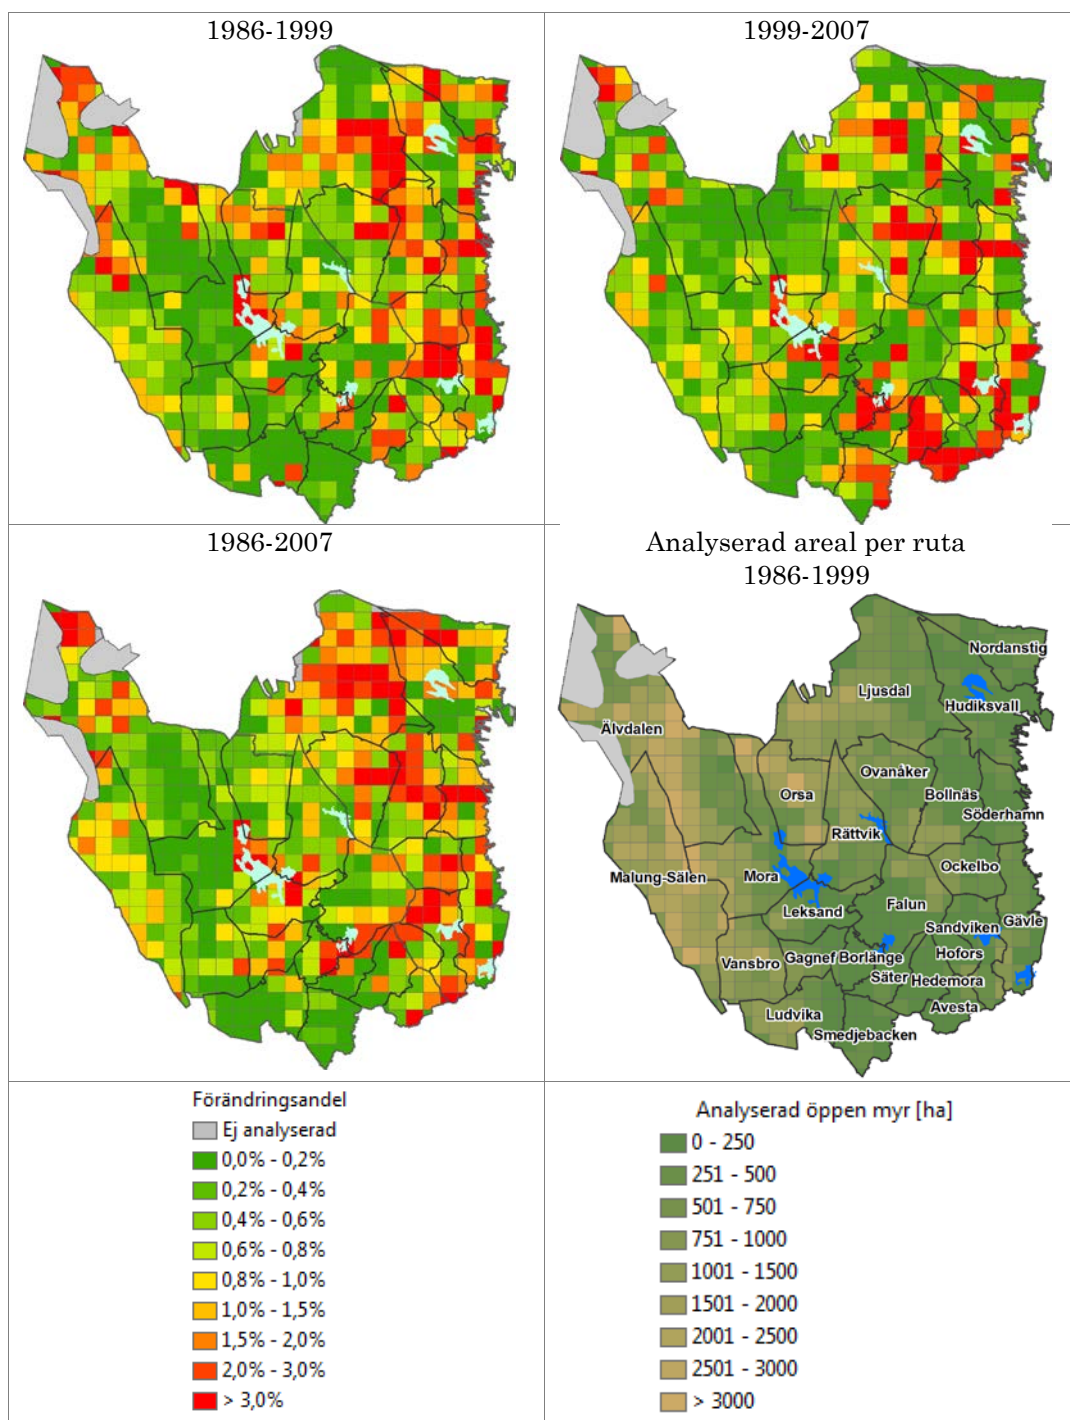 1986-1999
1999-2007
1986-2007
Analyserad areal per ruta
1986-1999
Nordanstig
Ljusdal
Hudiksvall
Älvdalen
Ovanåker
Orsa
Bollnäs
Söderhamn
Rättvik
Ockelbo
Malung-Sälen
Mora
Falun
Leksand
Gävle
Sandviken
Hofors
Vansbro
Gagnef
Borlänge
Säter
Hedemora
Avesta
Ludvika
Smedjebacken
Förändringsandel
Ej analyserad
0,0% - 0,2%
0,2% - 0,4%
0,4% - 0,6%
0,6% - 0,8%
0,8% - 1,0%
1,0% - 1,5%
1,5% - 2,0%
2,0% - 3,0%
> 3,0%
Analyserad öppen myr [ha]
0 - 250
251 - 500
501 - 750
751 - 1000
1001 - 1500
1501 - 2000
2001 - 2500
2501 - 3000
> 3000